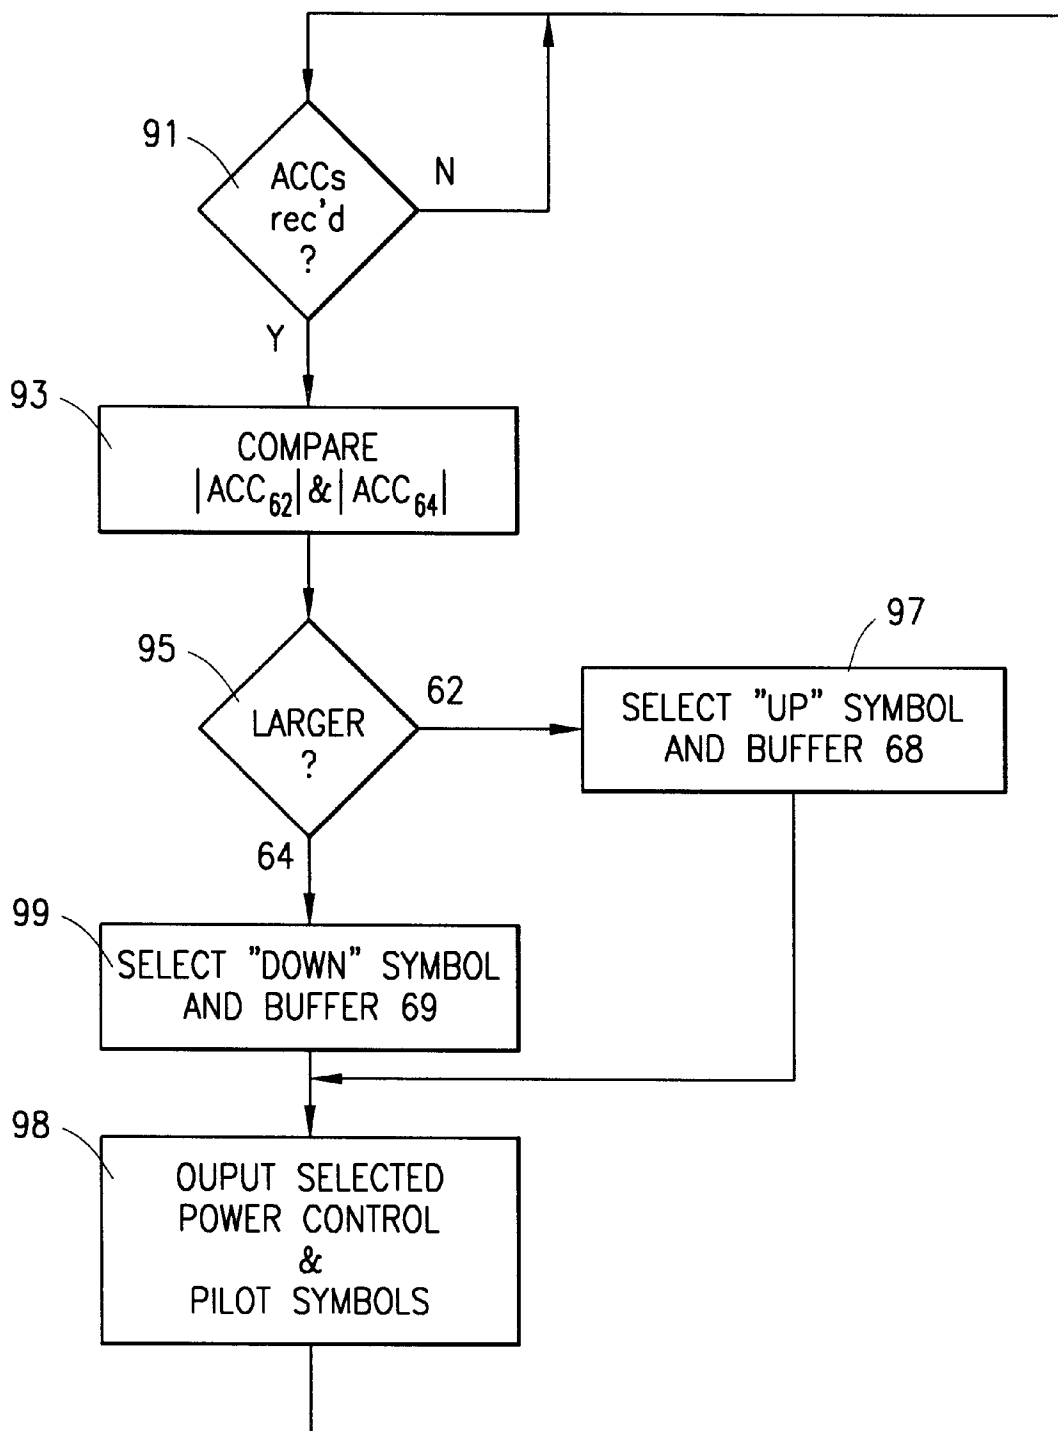 91
ACCs
rec'd
?
N
Y
93
COMPARE
|ACC62| & |ACC64|
95
LARGER
?
62
64
97
SELECT "UP" SYMBOL
AND BUFFER 68
99
SELECT "DOWN" SYMBOL
AND BUFFER 69
98
OUPUT SELECTED
POWER CONTROL
&
PILOT SYMBOLS